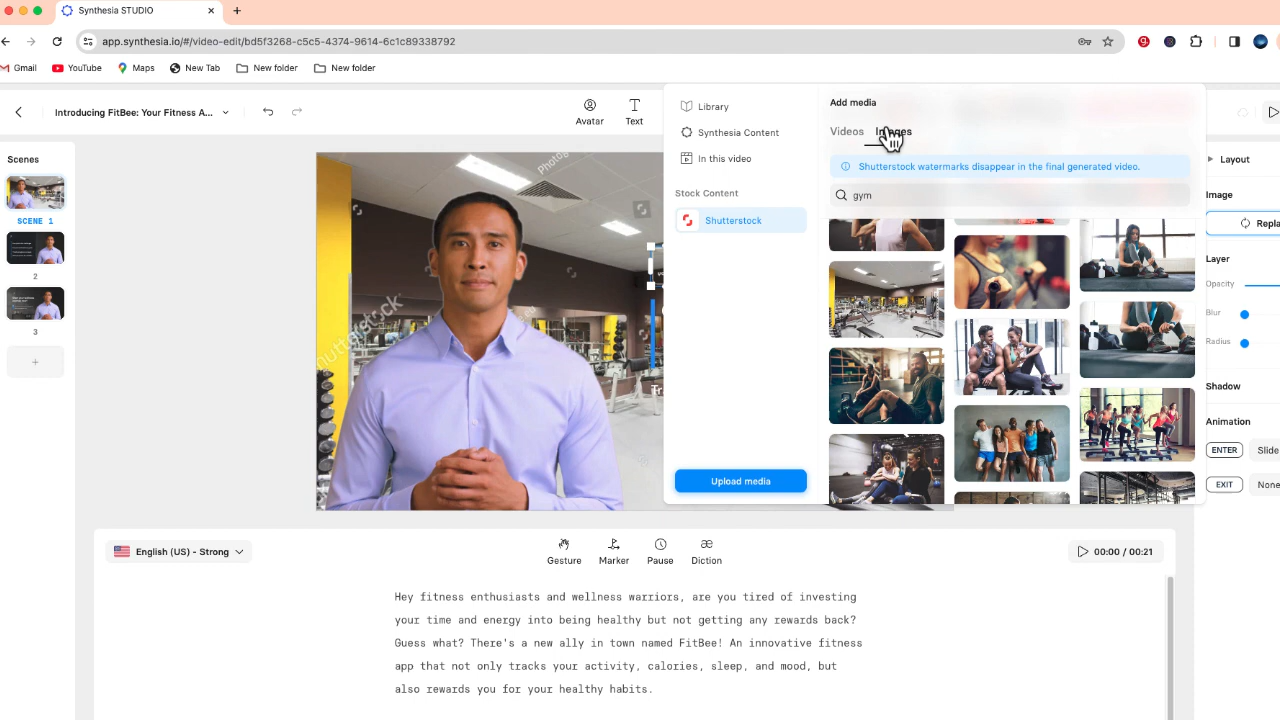 Synthesia STUDIO
app.synthesia.io/#/video-edit/bd5f3268-c5c5-4374-9614-6c1c89338792
Gmail
YouTube
Maps
New Tab
New folder
New folder
Introducing FitBee: Your Fitness A...
Avatar
Text
Scenes
SCENE 1
2
3
Library
Synthesia Content
In this video
Stock Content
Shutterstock
Upload media
Add media
Videos
Images
Shutterstock watermarks disappear in the final generated video.
gym
Layout
Image
Layer
Opacity
Blur
Radius
Shadow
Animation
ENTER
Slide
EXIT
None
English (US) - Strong
Gesture
Marker
Pause
Diction
00:00 / 00:21
Hey fitness enthusiasts and wellness warriors, are you tired of investing
your time and energy into being healthy but not getting any rewards back?
Guess what? There's a new ally in town named FitBee! An innovative fitness
app that not only tracks your activity, calories, sleep, and mood, but
also rewards you for your healthy habits.